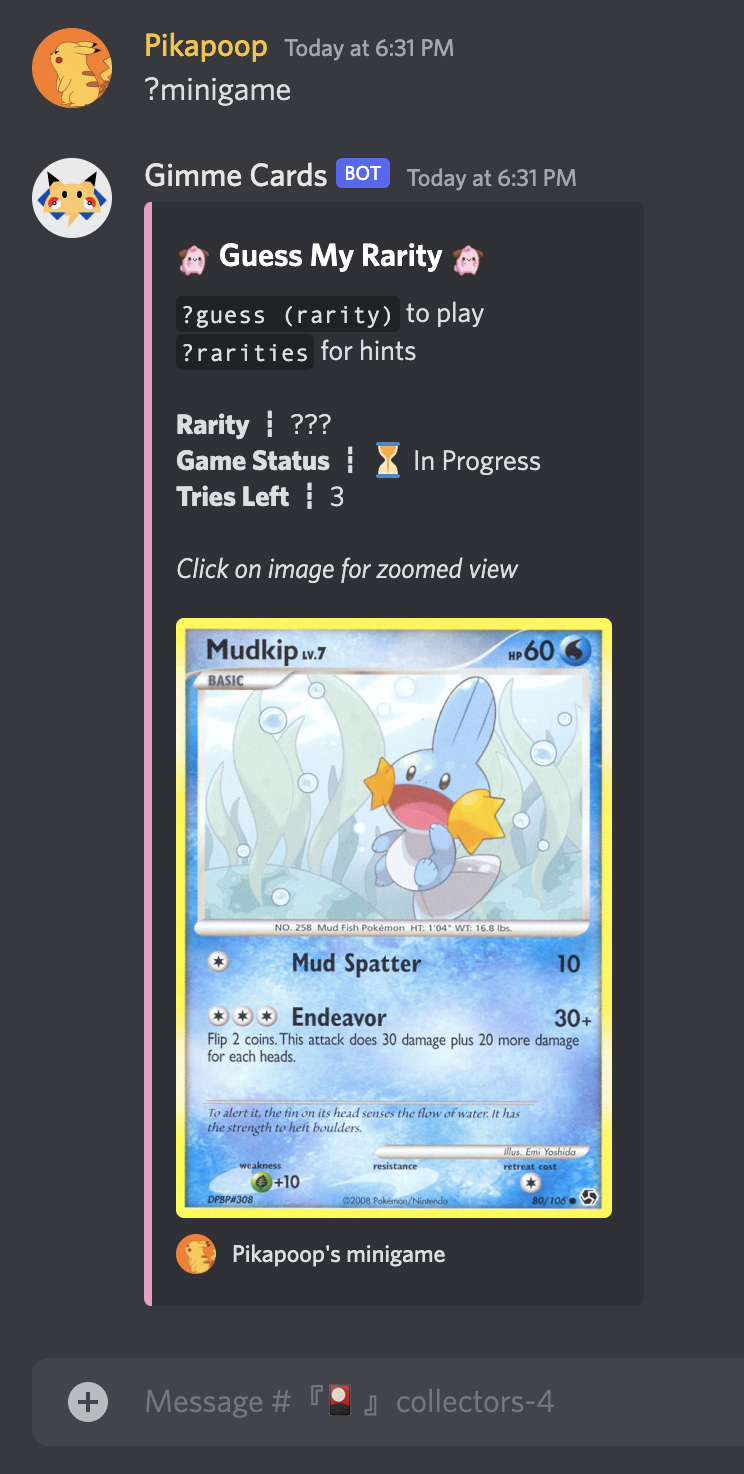 Pikapoop Today at 6:31 PM
?minigame
Gimme Cards BOT Today at 6:31 PM
Guess My Rarity
?guess (rarity) to play
?rarities for hints
Rarity ┋ ???
Game Status ┋ ⏳ In Progress
Tries Left ┋ 3
Click on image for zoomed view
Mudkip LV.7 HP 60
BASIC
NO. 258 Mud Fish Pokémon HT: 1'04" WT: 16.8 lbs.
Mud Spatter 10
Endeavor 30+
Flip 2 coins. This attack does 30 damage plus 20 more damage
for each heads.
To alert it, the fin on its head senses the flow of water. It has
the strength to heft boulders.
Illus. Emi Yoshida
weakness resistance retreat cost
+10
DPBP#308 ©2008 Pokémon/Nintendo 80/106 ●
Pikapoop's minigame
Message # 『🎴』 collectors-4